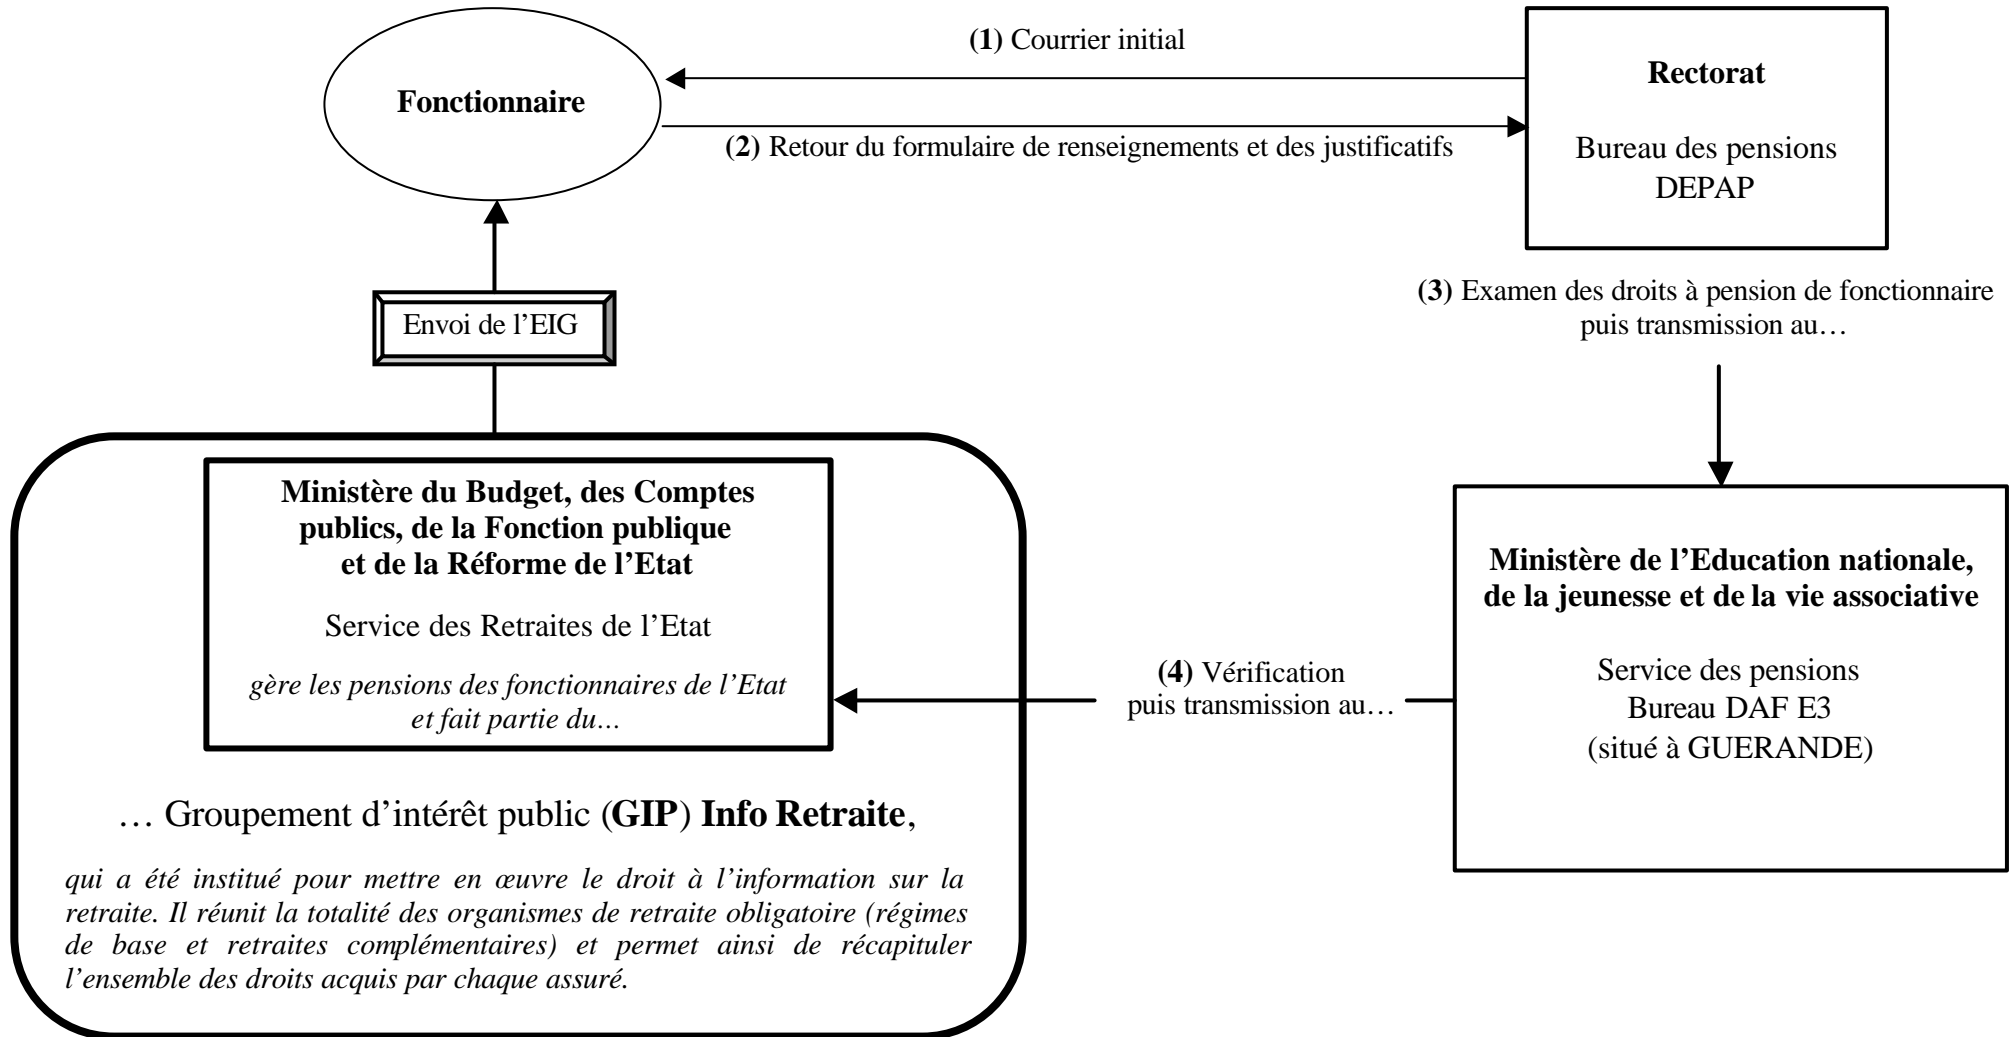 (1) Courrier initial
Fonctionnaire
Rectorat
Bureau des pensions
DEPAP
(2) Retour du formulaire de renseignements et des justificatifs
(3) Examen des droits à pension de fonctionnaire
puis transmission au…
Envoi de l’EIG
Ministère de l’Education nationale,
de la jeunesse et de la vie associative
Service des pensions
Bureau DAF E3
(situé à GUERANDE)
(4) Vérification
puis transmission au…
Ministère du Budget, des Comptes
publics, de la Fonction publique
et de la Réforme de l’Etat
Service des Retraites de l’Etat
gère les pensions des fonctionnaires de l’Etat
et fait partie du…
… Groupement d’intérêt public (GIP) Info Retraite,
qui a été institué pour mettre en œuvre le droit à l’information sur la
retraite. Il réunit la totalité des organismes de retraite obligatoire (régimes
de base et retraites complémentaires) et permet ainsi de récapituler
l’ensemble des droits acquis par chaque assuré.